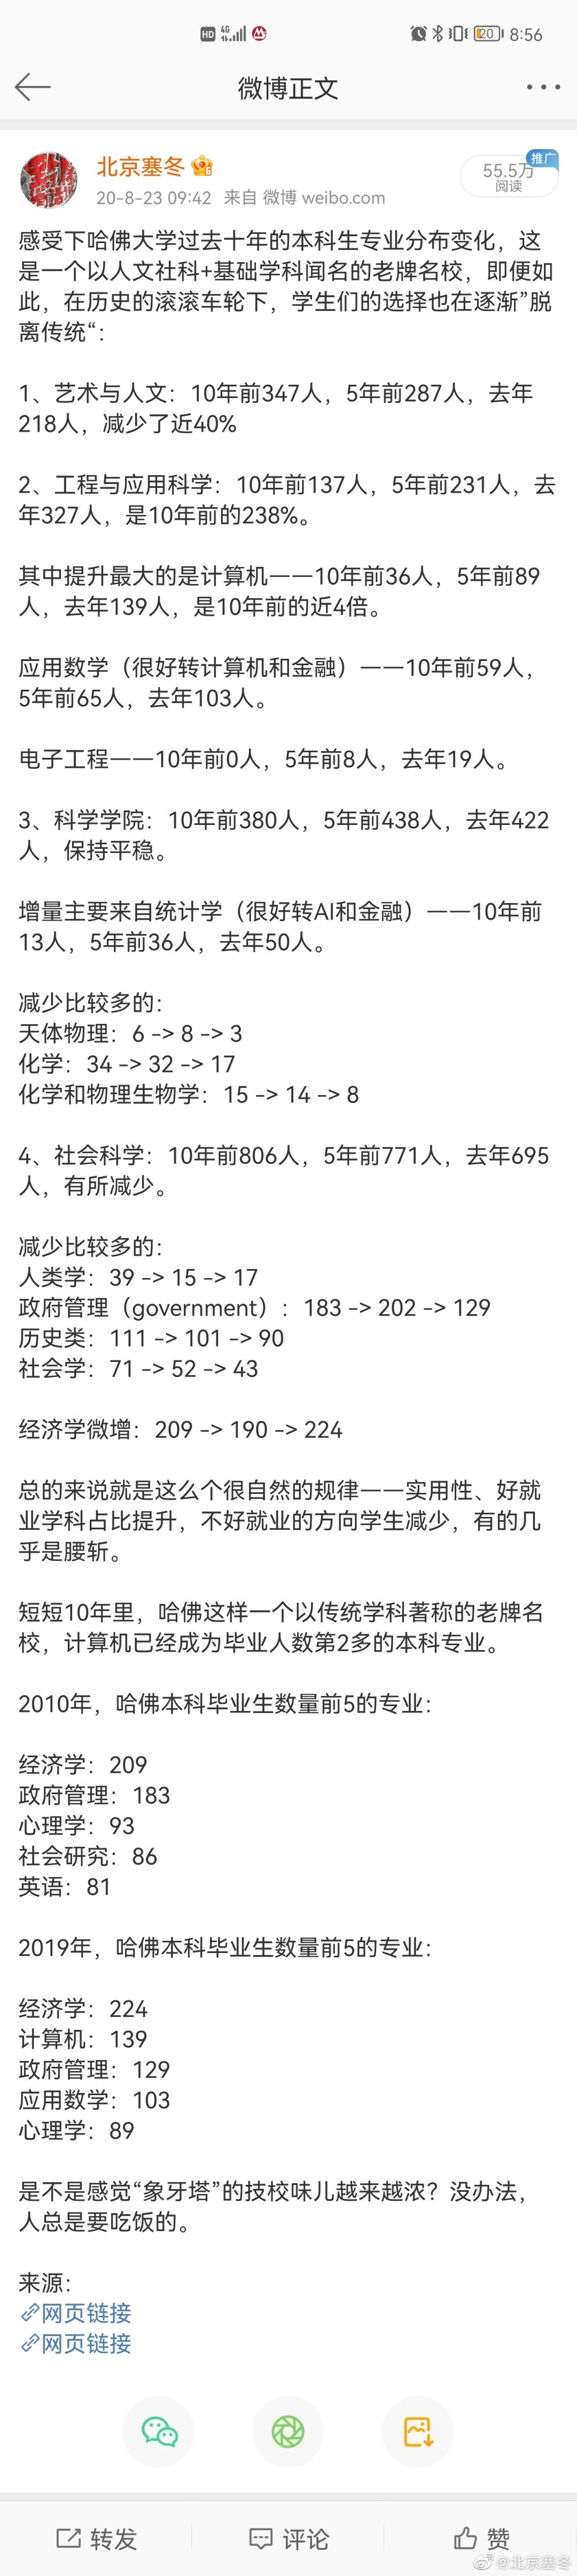 HD 4G 20 8:56
微博正文
北京塞冬
推广
55.5万
20-8-23 09:42 来自 微博 weibo.com
阅读
感受下哈佛大学过去十年的本科生专业分布变化，这
是一个以人文社科+基础学科闻名的老牌名校，即便如
此，在历史的滚滚车轮下，学生们的选择也在逐渐”脱
离传统“：
1、艺术与人文：10年前347人，5年前287人，去年
218人，减少了近40%
2、工程与应用科学：10年前137人，5年前231人，去
年327人，是10年前的238%。
其中提升最大的是计算机——10年前36人，5年前89
人，去年139人，是10年前的近4倍。
应用数学（很好转计算机和金融）——10年前59人，
5年前65人，去年103人。
电子工程——10年前0人，5年前8人，去年19人。
3、科学学院：10年前380人，5年前438人，去年422
人，保持平稳。
增量主要来自统计学（很好转AI和金融）——10年前
13人，5年前36人，去年50人。
减少比较多的：
天体物理：6 -> 8 -> 3
化学：34 -> 32 -> 17
化学和物理生物学：15 -> 14 -> 8
4、社会科学：10年前806人，5年前771人，去年695
人，有所减少。
减少比较多的：
人类学：39 -> 15 -> 17
政府管理（government）：183 -> 202 -> 129
历史类：111 -> 101 -> 90
社会学：71 -> 52 -> 43
经济学微增：209 -> 190 -> 224
总的来说就是这么个很自然的规律——实用性、好就
业学科占比提升，不好就业的方向学生减少，有的几
乎是腰斩。
短短10年里，哈佛这样一个以传统学科著称的老牌名
校，计算机已经成为毕业人数第2多的本科专业。
2010年，哈佛本科毕业生数量前5的专业：
经济学：209
政府管理：183
心理学：93
社会研究：86
英语：81
2019年，哈佛本科毕业生数量前5的专业：
经济学：224
计算机：139
政府管理：129
应用数学：103
心理学：89
是不是感觉“象牙塔”的技校味儿越来越浓？没办法，
人总是要吃饭的。
来源：
网页链接
网页链接
转发 评论 赞
@北京塞冬